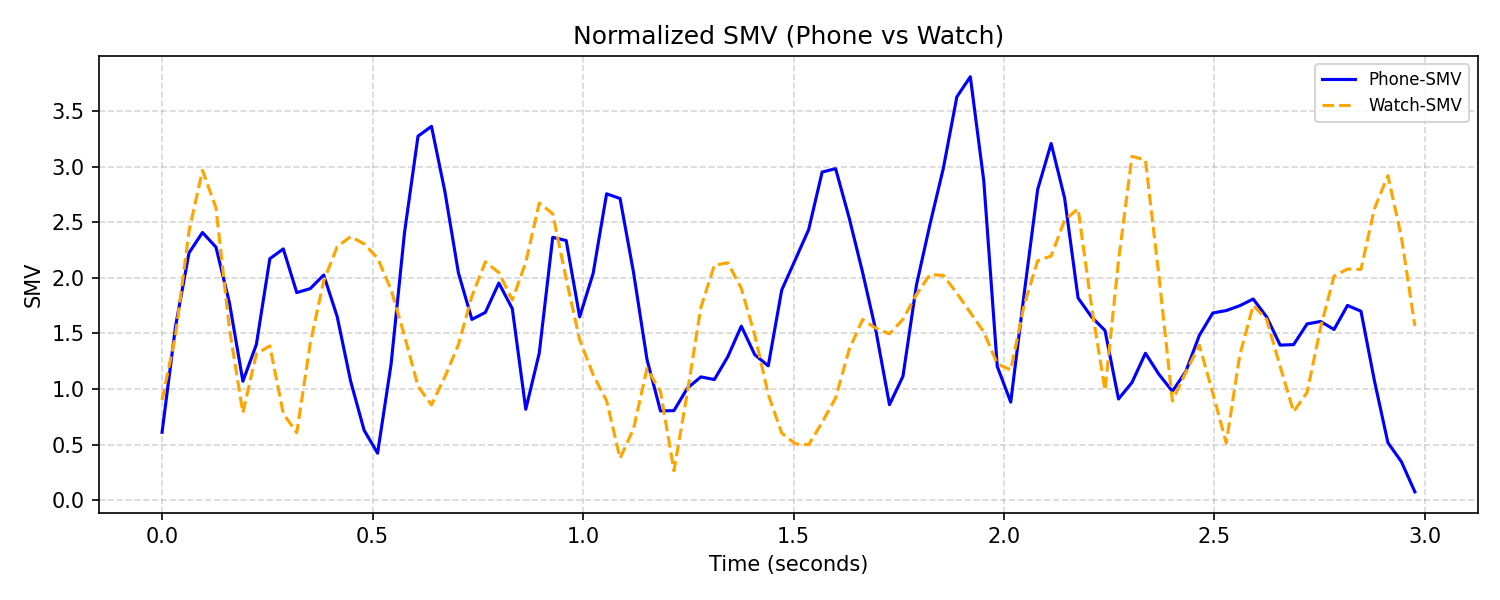 Normalized SMV (Phone vs Watch)
Phone-SMV
Watch-SMV
SMV
3.5
3.0
2.5
2.0
1.5
1.0
0.5
0.0
0.0 0.5 1.0 1.5 2.0 2.5 3.0
Time (seconds)